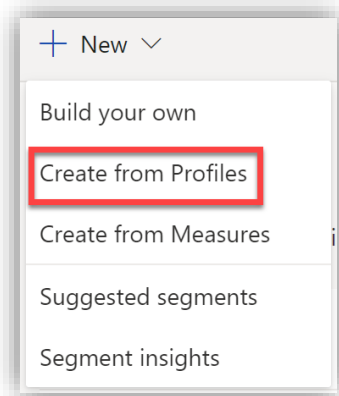 New
Build your own
Create from Profiles
Create from Measures
Suggested segments
Segment insights